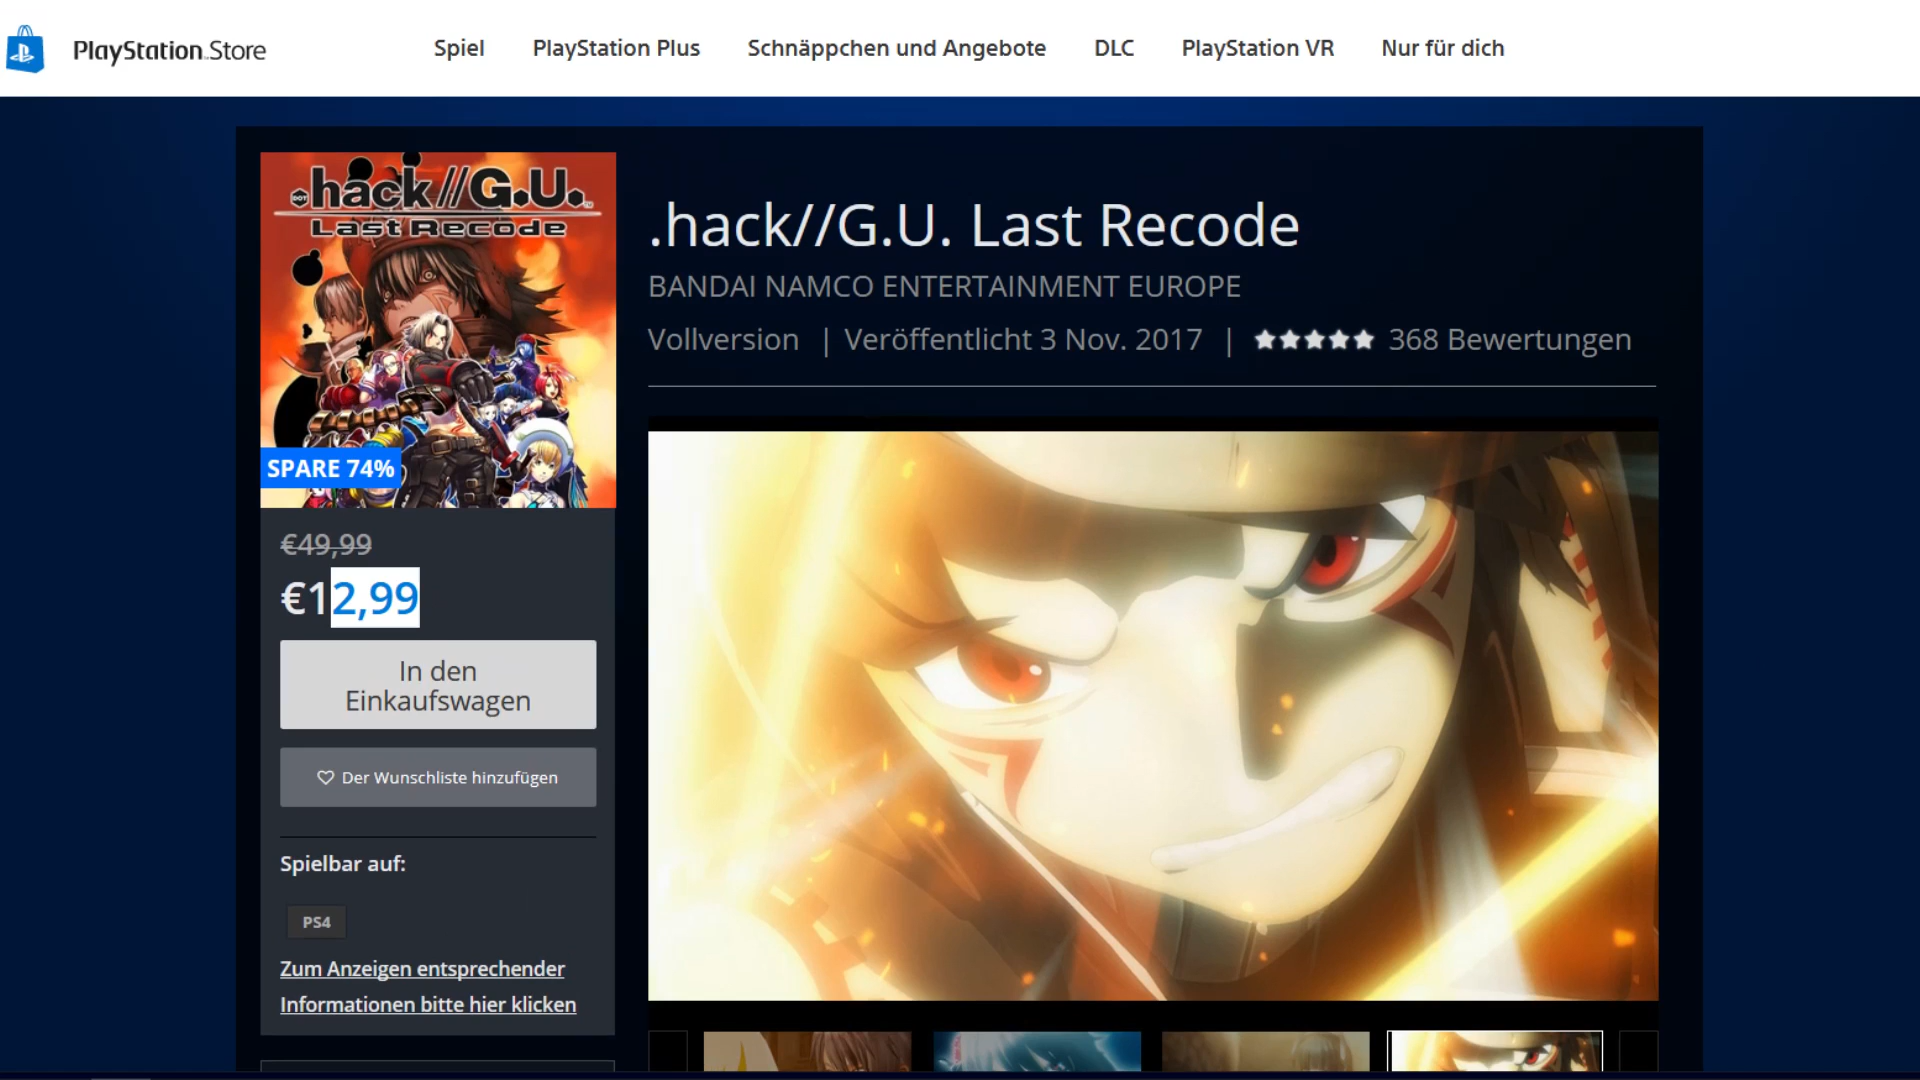 PlayStation.Store
Spiel
PlayStation Plus
Schnäppchen und Angebote
DLC
PlayStation VR
Nur für dich
.hack//G.U.
Last Recode
SPARE 74%
€49,99
€12,99
In den
Einkaufswagen
Der Wunschliste hinzufügen
Spielbar auf:
PS4
Zum Anzeigen entsprechender
Informationen bitte hier klicken
.hack//G.U. Last Recode
BANDAI NAMCO ENTERTAINMENT EUROPE
Vollversion | Veröffentlicht 3 Nov. 2017 | ★★★★★ 368 Bewertungen